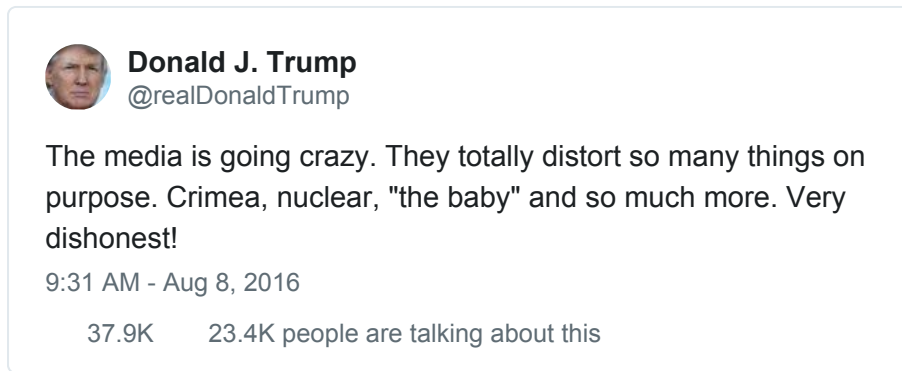 Donald J. Trump
@realDonaldTrump
The media is going crazy. They totally distort so many things on
purpose. Crimea, nuclear, "the baby" and so much more. Very
dishonest!
9:31 AM - Aug 8, 2016
37.9K 23.4K people are talking about this